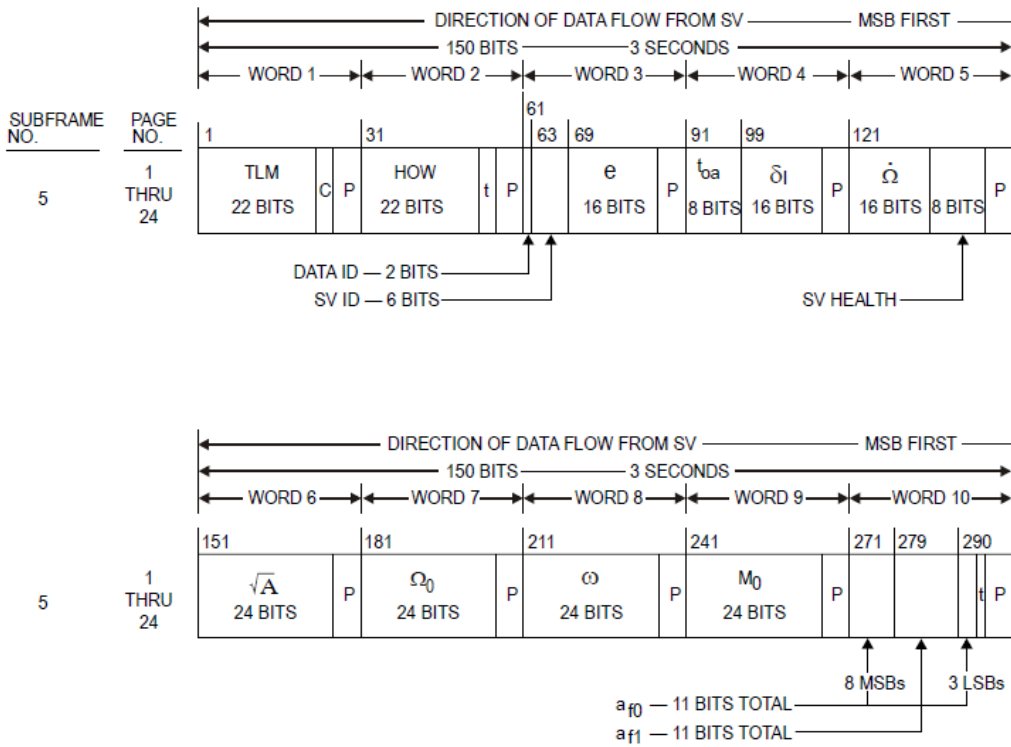 DIRECTION OF DATA FLOW FROM SV MSB FIRST
150 BITS 3 SECONDS
WORD 1 WORD 2 WORD 3 WORD 4 WORD 5
SUBFRAME NO. PAGE NO.
61
1 31 63 69 91 99 121
5 1 THRU 24
TLM 22 BITS C P HOW 22 BITS t P e 16 BITS P t_oa 8 BITS δI 16 BITS P Ω̇ 16 BITS 8 BITS P
DATA ID — 2 BITS
SV ID — 6 BITS SV HEALTH
DIRECTION OF DATA FLOW FROM SV MSB FIRST
150 BITS 3 SECONDS
WORD 6 WORD 7 WORD 8 WORD 9 WORD 10
151 181 211 241 271 279 290
5 1 THRU 24
√A 24 BITS P Ω0 24 BITS P ω 24 BITS P M0 24 BITS P t P
8 MSBs 3 LSBs
a_f0 — 11 BITS TOTAL
a_f1 — 11 BITS TOTAL